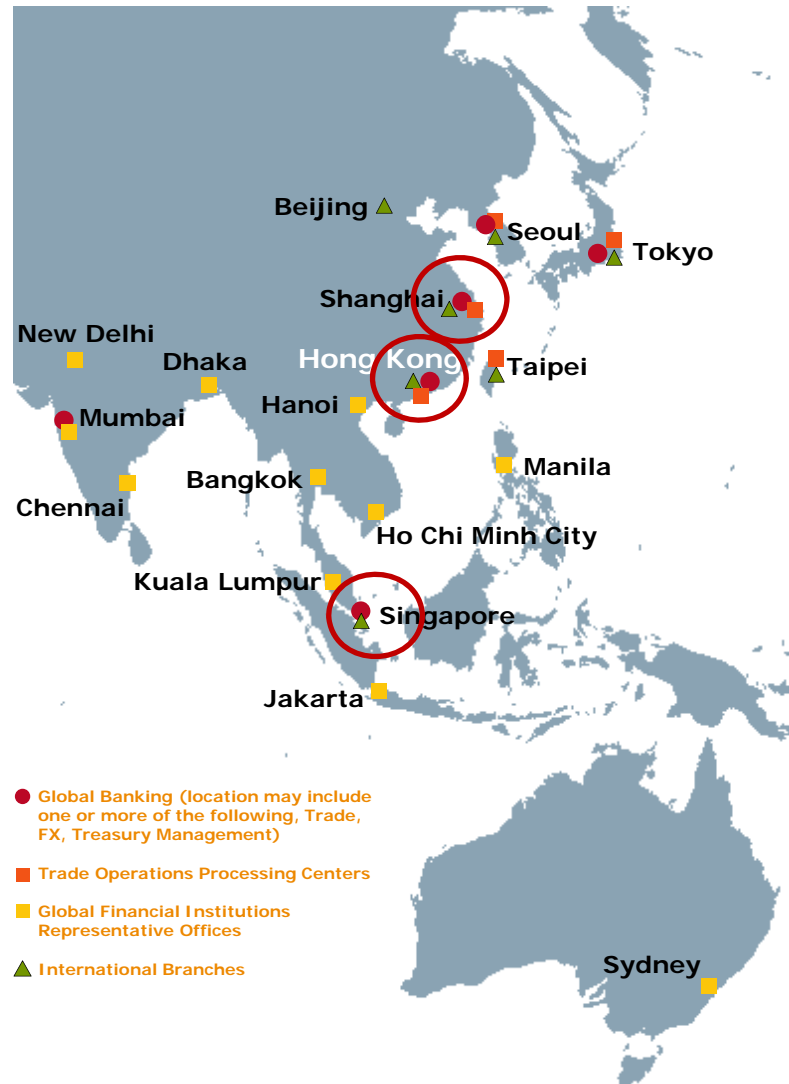 Beijing
Seoul
Tokyo
Shanghai
New Delhi
Hong Kong
Dhaka
Taipei
Hanoi
Mumbai
Manila
Bangkok
Chennai
Ho Chi Minh City
Kuala Lumpur
Singapore
Jakarta
Global Banking (location may include
one or more of the following, Trade,
FX, Treasury Management)
Trade Operations Processing Centers
Global Financial Institutions
Representative Offices
Sydney
International Branches